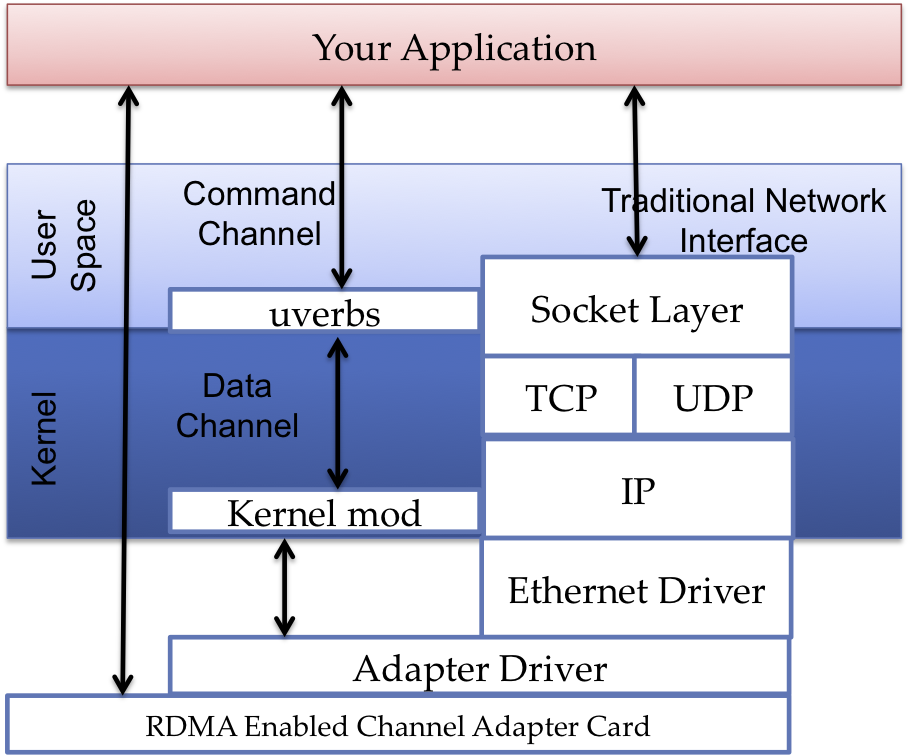 Your Application
User
Space
Command
Channel
Traditional Network
Interface
uverbs
Socket Layer
Kernel
Data
Channel
TCP
UDP
Kernel mod
IP
Ethernet Driver
Adapter Driver
RDMA Enabled Channel Adapter Card